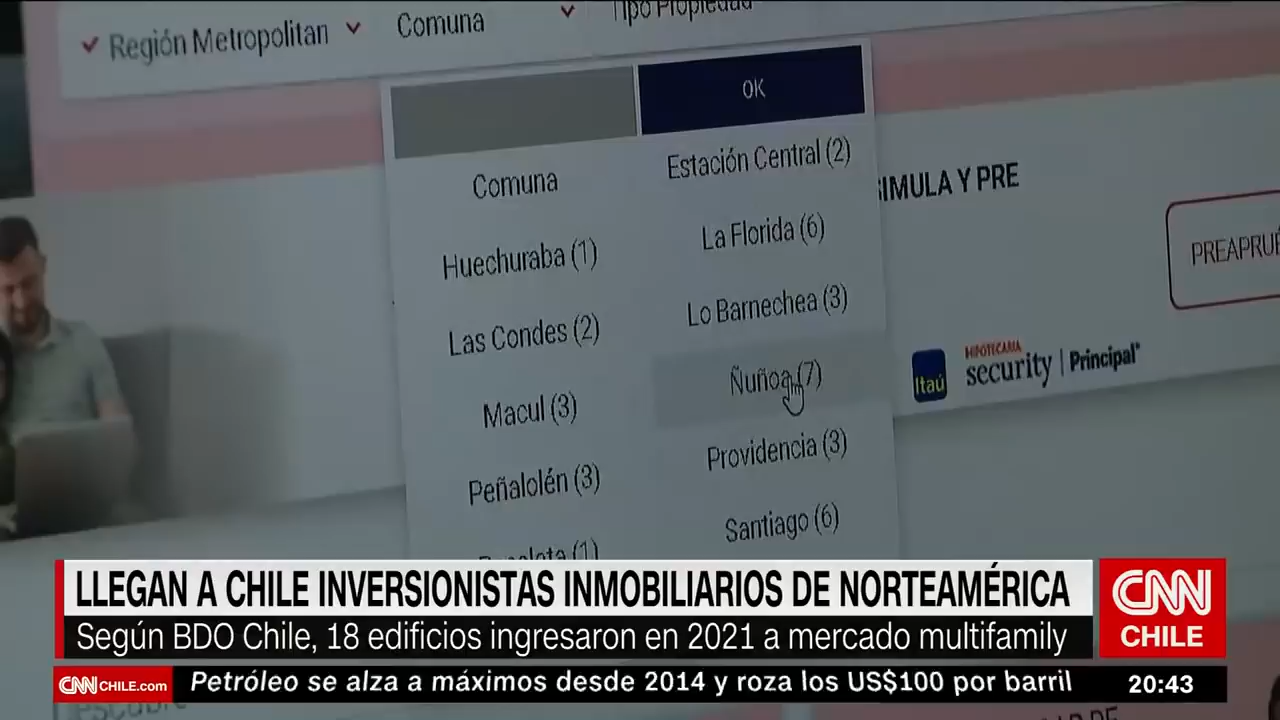 Región Metropolitan
Comuna
Tipo Propiedad
OK
Comuna
Estación Central (2)
Huechuraba (1)
La Florida (6)
Las Condes (2)
Lo Barnechea (3)
Macul (3)
Ñuñoa (7)
Peñalolén (3)
Providencia (3)
Santiago (6)
SIMULA Y PRE
PREAPRUE
Itaú
HIPOTECARIA
security
Principal
LLEGAN A CHILE INVERSIONISTAS INMOBILIARIOS DE NORTEAMÉRICA
Según BDO Chile, 18 edificios ingresaron en 2021 a mercado multifamily
CNN
CHILE
CNNCHILE.com
Petróleo se alza a máximos desde 2014 y roza los US$100 por barril
20:43